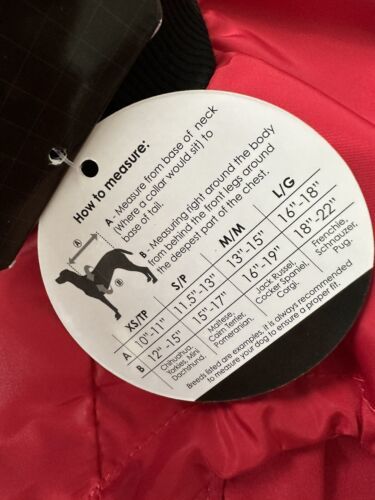 How to measure:
A - Measure from base of neck
(Where a collar would sit) to
base of tail.
B - Measuring right around the body
from behind the front legs around
the deepest part of the chest.
A
B
XS/TP S/P M/M L/G
A 10"-11" 11.5"-13" 13"-15" 16"-18"
B 12"-15" 15"-17" 16"-19" 18"-22"
Chihuahua, Maltese, Jack Russel, Frenchie,
Yorkies, Mini Cairn Terrier, Cocker Spaniel, Schnauzer,
Dachshund. Pomeranian. Corgi. Pug.
Breeds listed are examples, it is always recommended
to measure your dog to ensure a proper fit.